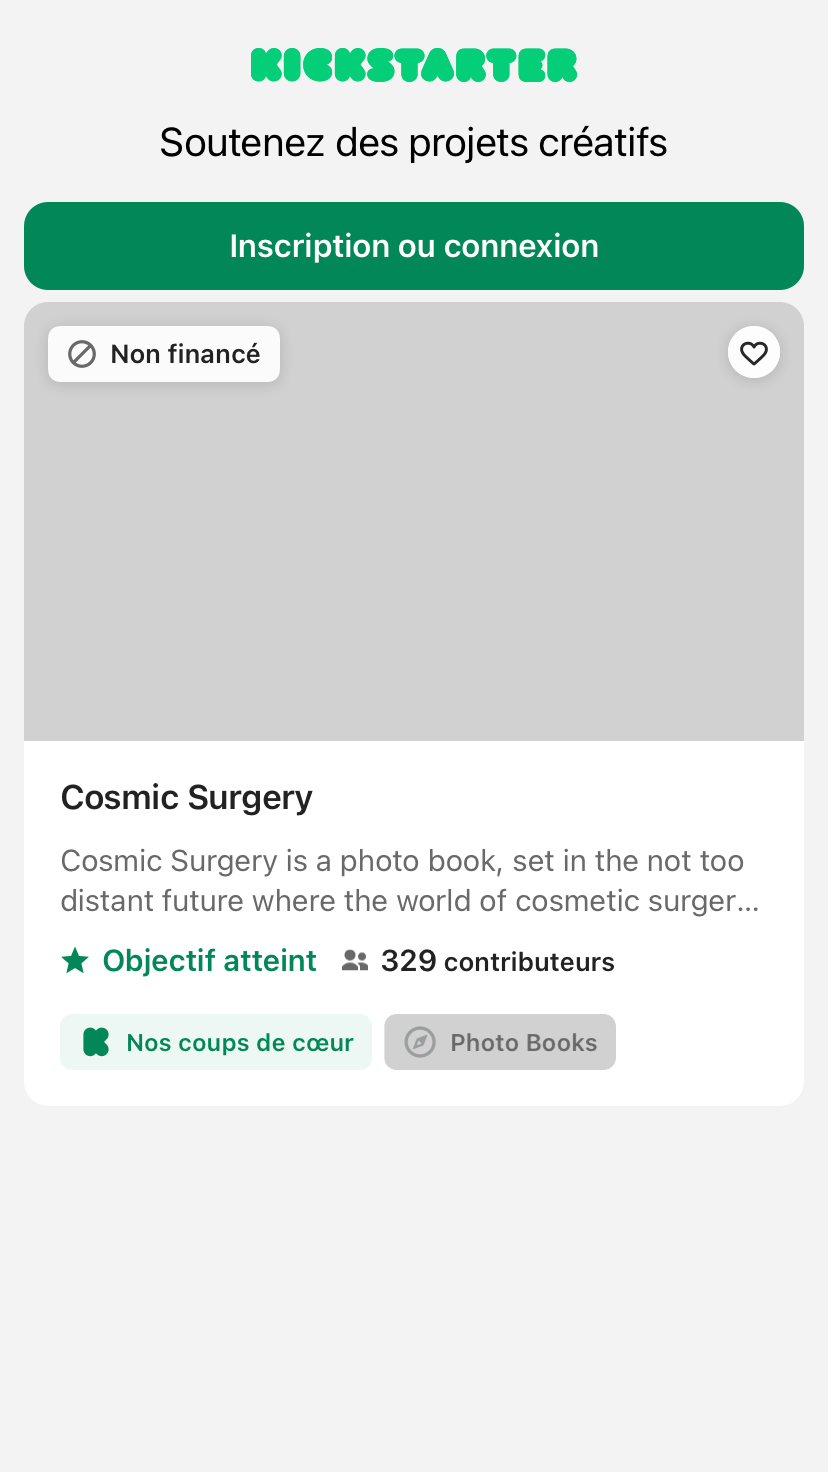 KICKSTARTER
Soutenez des projets créatifs
Inscription ou connexion
Non financé
Cosmic Surgery
Cosmic Surgery is a photo book, set in the not too
distant future where the world of cosmetic surger...
Objectif atteint 329 contributeurs
Nos coups de cœur Photo Books